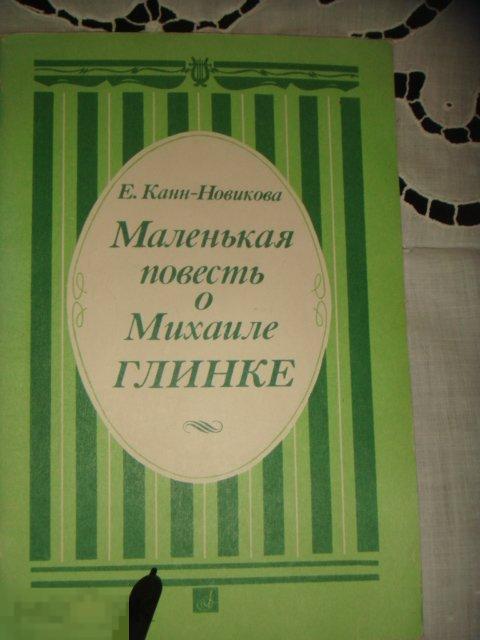 Е. Канн-Новикова
Маленькая
повесть
о
Михаиле
ГЛИНКЕ